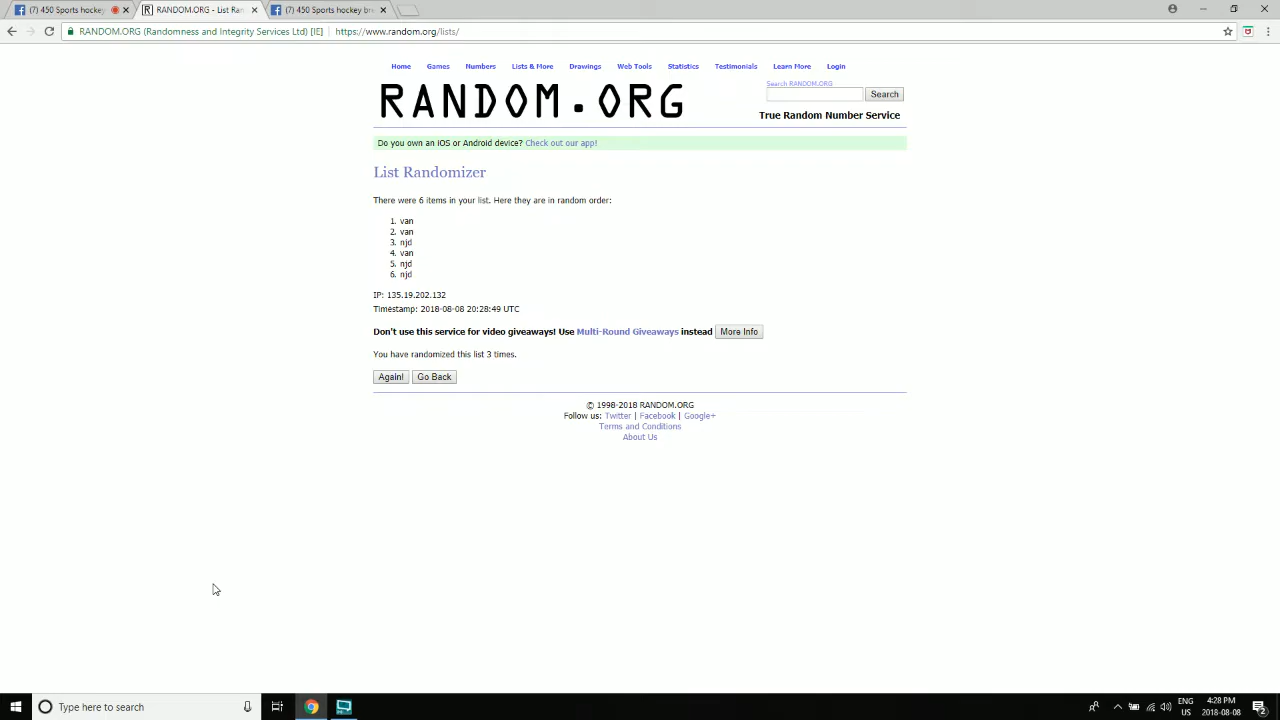 (7) 450 Sports hockey
RANDOM.ORG - List Ran
(7) 450 Sports hockey bre
RANDOM.ORG (Randomness and Integrity Services Ltd) [IE]
https://www.random.org/lists/
Home Games Numbers Lists & More Drawings Web Tools Statistics Testimonials Learn More Login
RANDOM.ORG
Search RANDOM.ORG
Search
True Random Number Service
Do you own an iOS or Android device? Check out our app!
List Randomizer
There were 6 items in your list. Here they are in random order:
1. van
2. van
3. njd
4. van
5. njd
6. njd
IP: 135.19.202.132
Timestamp: 2018-08-08 20:28:49 UTC
Don't use this service for video giveaways! Use Multi-Round Giveaways instead More Info
You have randomized this list 3 times.
Again! Go Back
© 1998-2018 RANDOM.ORG
Follow us: Twitter | Facebook | Google+
Terms and Conditions
About Us
Type here to search
ENG
US
4:28 PM
2018-08-08
2